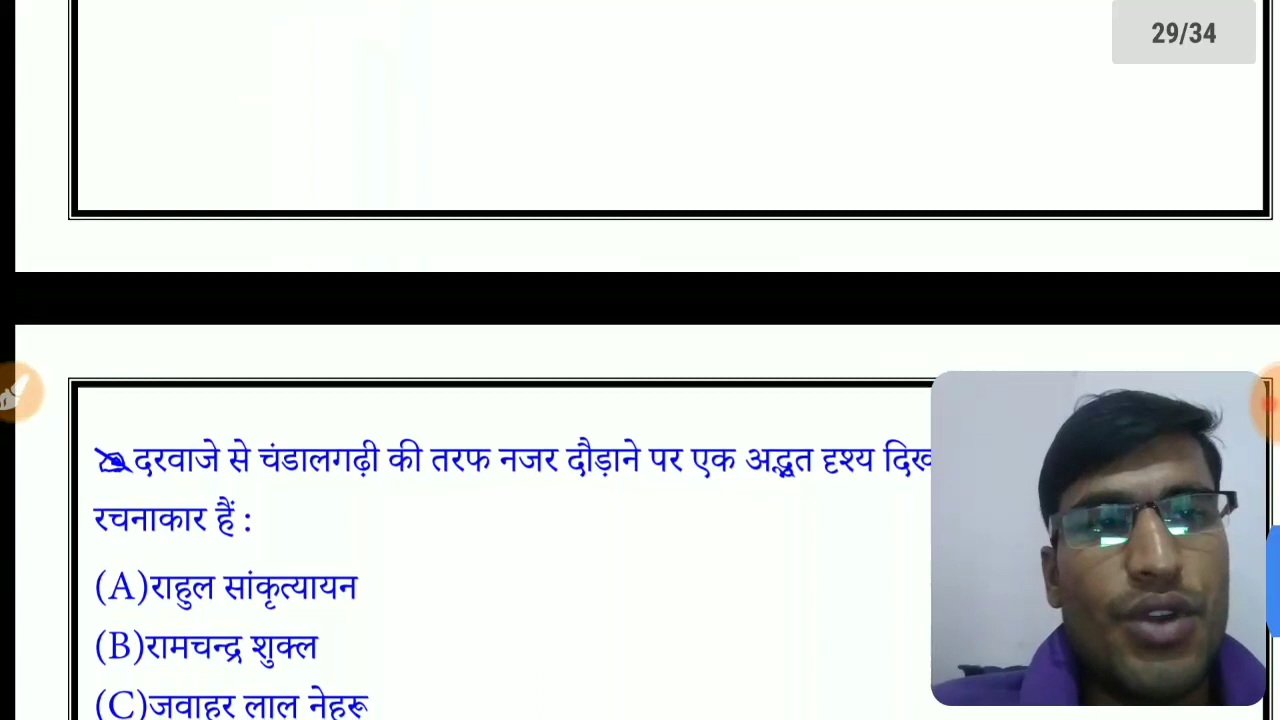 29/34
दरवाजे से चंडालगढ़ी की तरफ नजर दौड़ाने पर एक अद्भुत दृश्य
रचनाकार हैं :
(A)राहुल सांकृत्यायन
(B)रामचन्द्र शुक्ल
(C)जवाहर लाल नेहरू